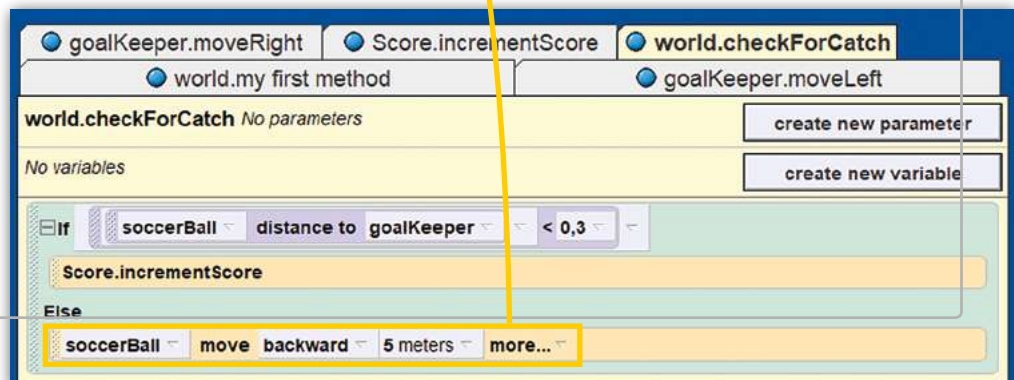 goalKeeper.moveRight Score.incrementScore world.checkForCatch
world.my first method goalKeeper.moveLeft
world.checkForCatch No parameters create new parameter
No variables create new variable
If soccerBall distance to goalKeeper < 0,3
Score.incrementScore
Else
soccerBall move backward 5 meters more...